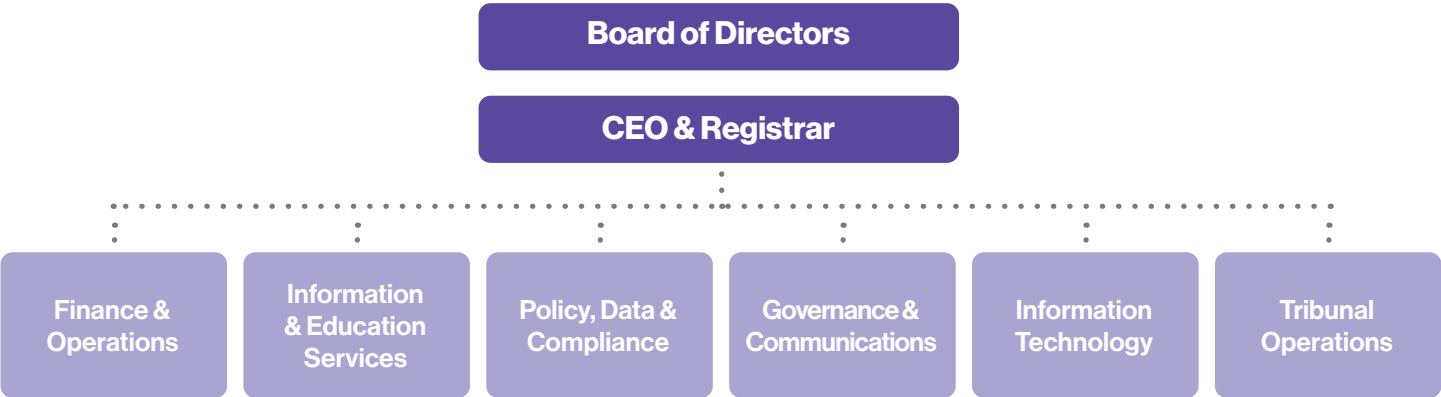 Board of Directors
CEO & Registrar
Finance &
Operations
Information
& Education
Services
Policy, Data &
Compliance
Governance &
Communications
Information
Technology
Tribunal
Operations